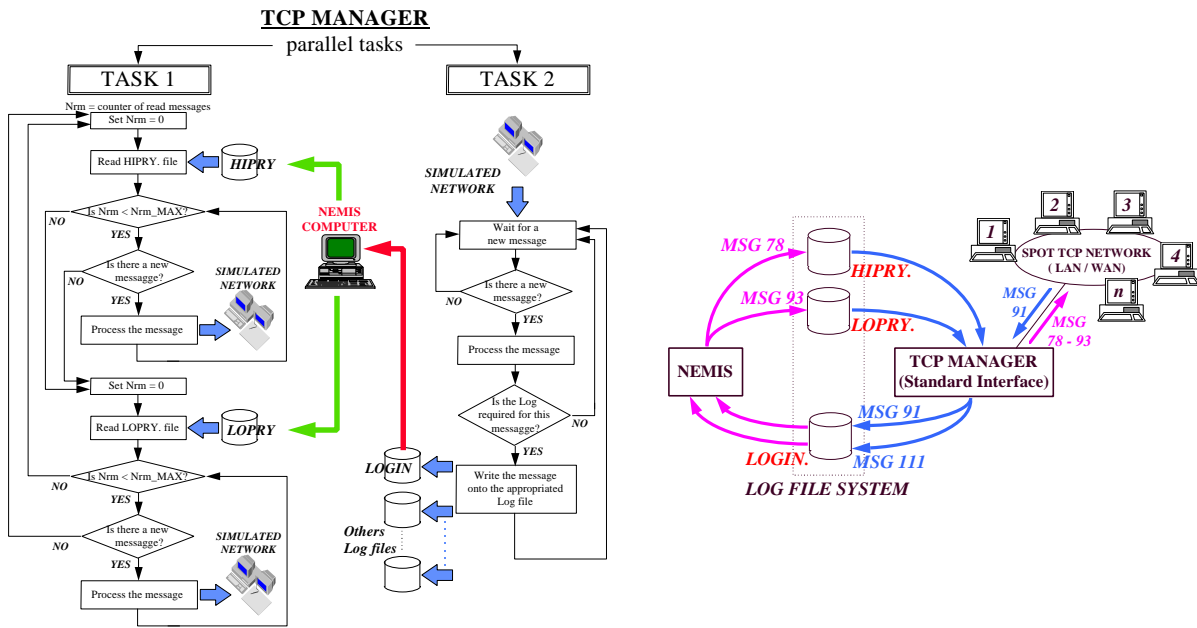 TCP MANAGER
parallel tasks
TASK 1
Nrm = counter of read messages
Set Nrm = 0
Read HIPRY. file
HIPRY
Is Nrm < Nrm_MAX?
NO
YES
Is there a new
messagge?
NO
YES
SIMULATED
NETWORK
Process the message
Set Nrm = 0
Read LOPRY. file
LOPRY
Is Nrm < Nrm_MAX?
NO
YES
Is there a new
messagge?
NO
YES
SIMULATED
NETWORK
Process the message
NEMIS
COMPUTER
TASK 2
SIMULATED
NETWORK
Wait for a
new message
Is there a new
messagge?
NO
YES
Process the message
Is the Log
required for this
messagge?
NO
YES
LOGIN
Write the message
onto the appropriated
Log file
Others
Log files
MSG 78
HIPRY.
MSG 93
LOPRY.
NEMIS
TCP MANAGER
(Standard Interface)
MSG 91
LOGIN.
MSG 111
LOG FILE SYSTEM
1
2
3
4
n
SPOT TCP NETWORK
( LAN / WAN)
MSG
91
MSG
78 - 93